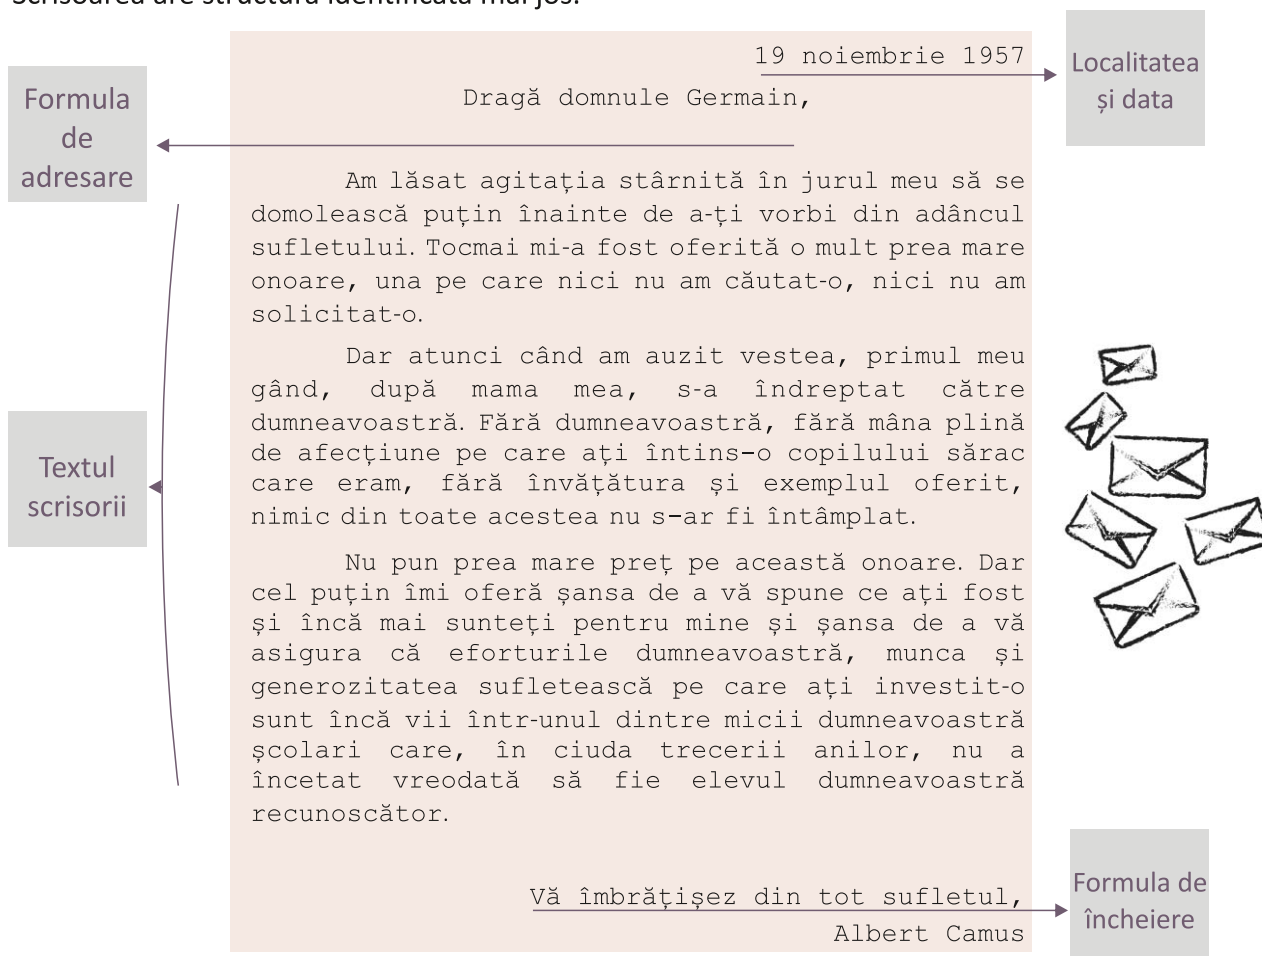 Scrisoarea are structura identificată mai jos:
19 noiembrie 1957
Localitatea
și data
Formula
de
adresare
Dragă domnule Germain,
Am lăsat agitația stârnită în jurul meu să se
domolească puțin înainte de a-ți vorbi din adâncul
sufletului. Tocmai mi-a fost oferită o mult prea mare
onoare, una pe care nici nu am căutat-o, nici nu am
solicitat-o.
Dar atunci când am auzit vestea, primul meu
gând, după mama mea, s-a îndreptat către
dumneavoastră. Fără dumneavoastră, fără mâna plină
de afecțiune pe care ați întins-o copilului sărac
care eram, fără învățătura și exemplul oferit,
nimic din toate acestea nu s-ar fi întâmplat.
Textul
scrisorii
Nu pun prea mare preț pe această onoare. Dar
cel puțin îmi oferă șansa de a vă spune ce ați fost
și încă mai sunteți pentru mine și șansa de a vă
asigura că eforturile dumneavoastră, munca și
generozitatea sufletească pe care ați investit-o
sunt încă vii într-unul dintre micii dumneavoastră
școlari care, în ciuda trecerii anilor, nu a
încetat vreodată să fie elevul dumneavoastră
recunoscător.
Vă îmbrățișez din tot sufletul,
Albert Camus
Formula de
încheiere